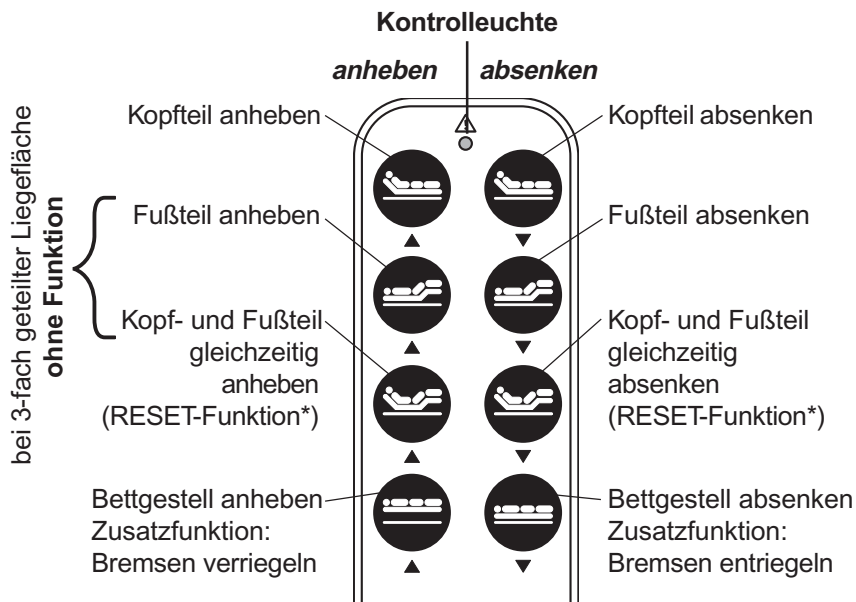 Kontrolleuchte
anheben
absenken
Kopfteil anheben
Kopfteil absenken
bei 3-fach geteilter Liegefläche
ohne Funktion
Fußteil anheben
Fußteil absenken
Kopf- und Fußteil
gleichzeitig
anheben
(RESET-Funktion*)
Kopf- und Fußteil
gleichzeitig
absenken
(RESET-Funktion*)
Bettgestell anheben
Zusatzfunktion:
Bremsen verriegeln
Bettgestell absenken
Zusatzfunktion:
Bremsen entriegeln